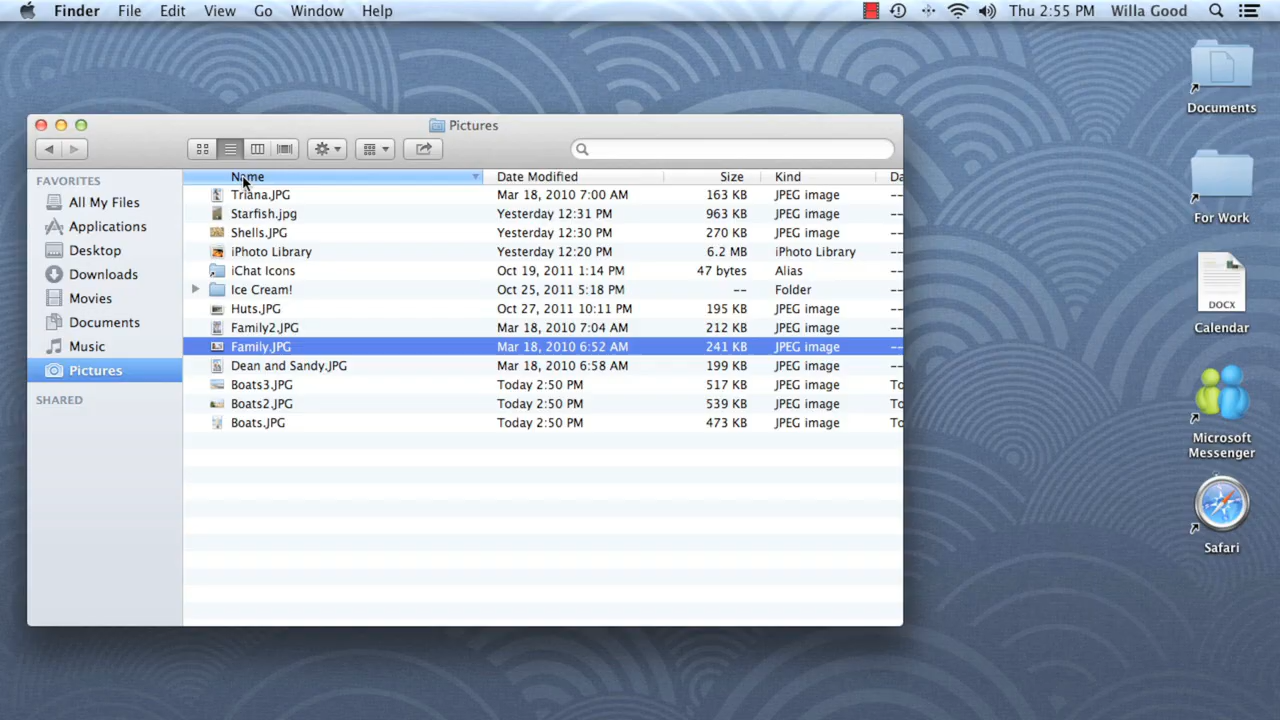 Finder File Edit View Go Window Help Thu 2:55 PM Willa Good
Pictures
FAVORITES
All My Files
Applications
Desktop
Downloads
Movies
Documents
Music
Pictures
SHARED
Name Date Modified Size Kind Da
Triana.JPG Mar 18, 2010 7:00 AM 163 KB JPEG image --
Starfish.jpg Yesterday 12:31 PM 963 KB JPEG image --
Shells.JPG Yesterday 12:30 PM 270 KB JPEG image --
iPhoto Library Yesterday 12:20 PM 6.2 MB iPhoto Library --
iChat Icons Oct 19, 2011 1:14 PM 47 bytes Alias --
Ice Cream! Oct 25, 2011 5:18 PM -- Folder --
Huts.JPG Oct 27, 2011 10:11 PM 195 KB JPEG image --
Family2.JPG Mar 18, 2010 7:04 AM 212 KB JPEG image --
Family.JPG Mar 18, 2010 6:52 AM 241 KB JPEG image --
Dean and Sandy.JPG Mar 18, 2010 6:58 AM 199 KB JPEG image --
Boats3.JPG Today 2:50 PM 517 KB JPEG image To
Boats2.JPG Today 2:50 PM 539 KB JPEG image To
Boats.JPG Today 2:50 PM 473 KB JPEG image To
Documents
For Work
DOCX
Calendar
Microsoft
Messenger
Safari